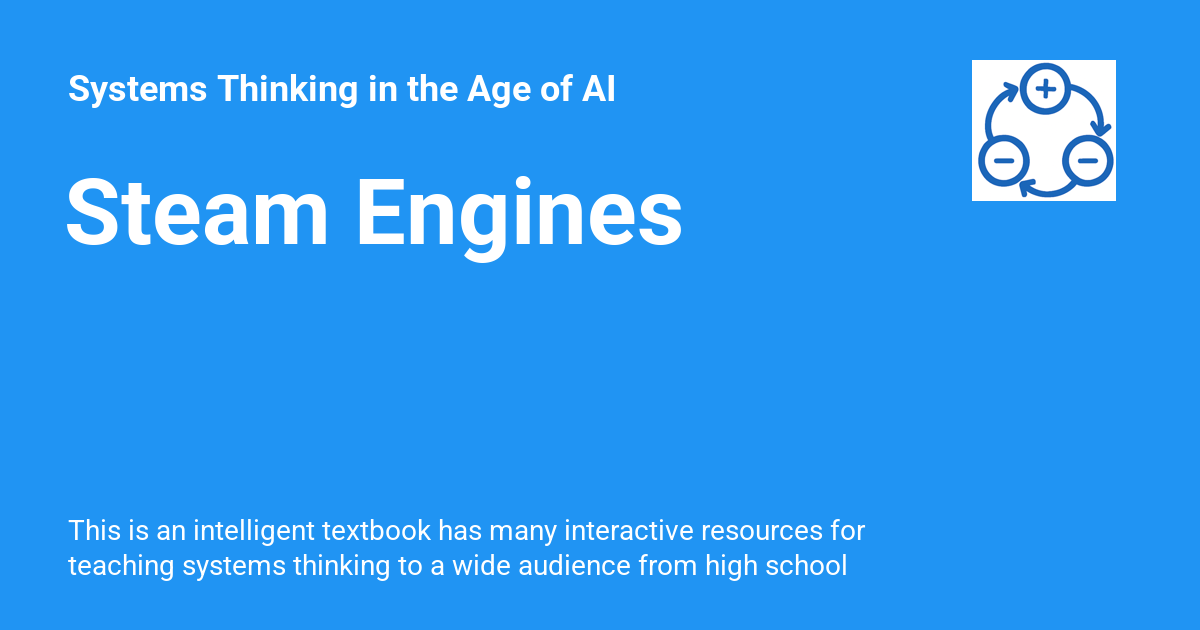 Systems Thinking in the Age of AI
Steam Engines
This is an intelligent textbook has many interactive resources for
teaching systems thinking to a wide audience from high school